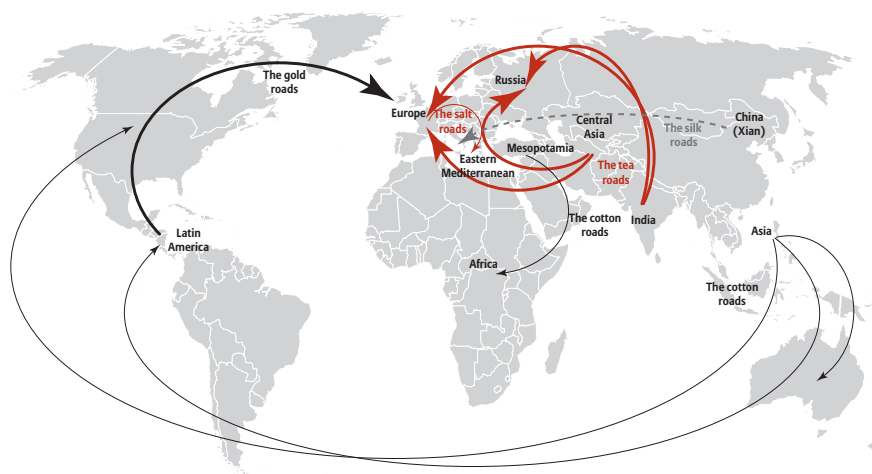 The gold
roads
Russia
Europe
The salt
roads
China
(Xian)
Central
Asia
The silk
roads
Mesopotamia
Eastern
Mediterranean
The tea
roads
India
The cotton
roads
Latin
America
Asia
Africa
The cotton
roads